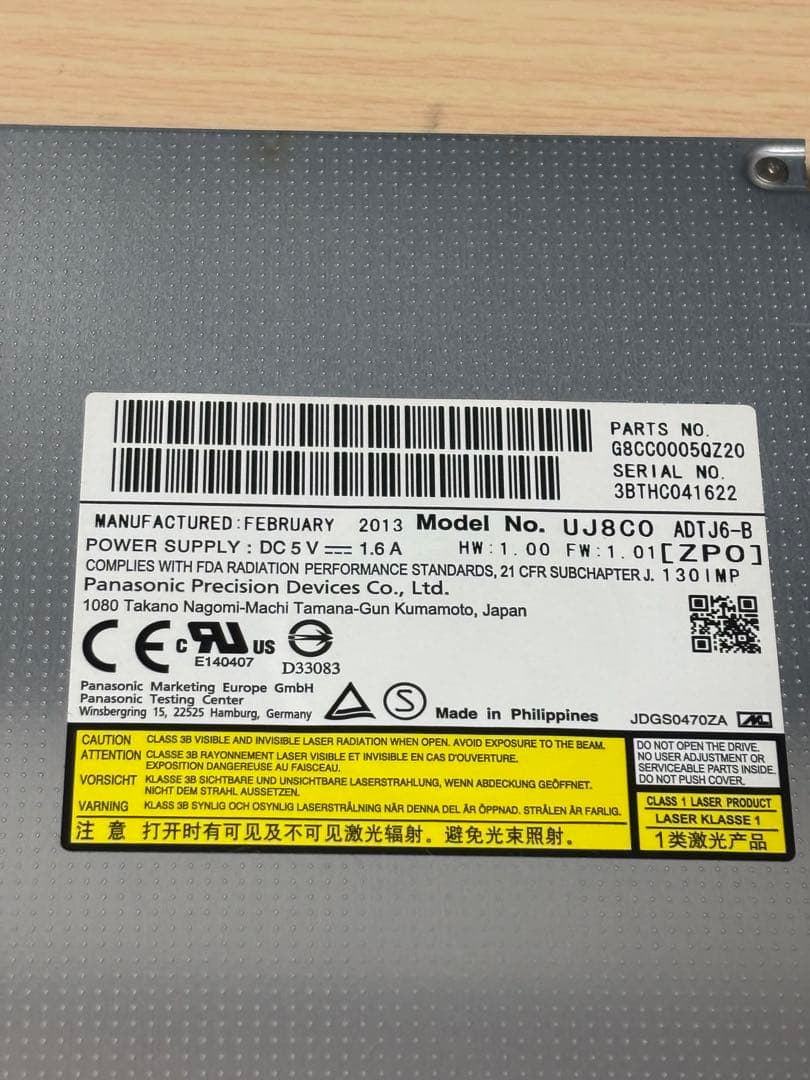 PARTS NO.
G8CC0005QZ20
SERIAL NO.
3BTHC041622
MANUFACTURED:FEBRUARY 2013 Model No. UJ8C0 ADTJ6-B
POWER SUPPLY : DC 5 V 1.6 A HW:1.00 FW:1.01[ZP0]
COMPLIES WITH FDA RADIATION PERFORMANCE STANDARDS, 21 CFR SUBCHAPTER J. 130IMP
Panasonic Precision Devices Co., Ltd.
1080 Takano Nagomi-Machi Tamana-Gun Kumamoto, Japan
CE c RU US
E140407 D33083
Panasonic Marketing Europe GmbH
Panasonic Testing Center
Winsbergring 15, 22525 Hamburg, Germany
S
Made in Philippines
JDGS0470ZA
CAUTION CLASS 3B VISIBLE AND INVISIBLE LASER RADIATION WHEN OPEN. AVOID EXPOSURE TO THE BEAM.
ATTENTION CLASSE 3B RAYONNEMENT LASER VISIBLE ET INVISIBLE EN CAS D'OUVERTURE.
EXPOSITION DANGEREUSE AU FAISCEAU.
VORSICHT KLASSE 3B SICHTBARE UND UNSICHTBARE LASERSTRAHLUNG, WENN ABDECKUNG GEÖFFNET.
NICHT DEM STRAHL AUSSETZEN.
VARNING KLASS 3B SYNLIG OCH OSYNLIG LASERSTRÅLNING NÄR DENNA DEL ÄR ÖPPNAD. STRÅLEN ÄR FARLIG.
注意 打开时有可见及不可见激光辐射。避免光束照射。
DO NOT OPEN THE DRIVE.
NO USER ADJUSTMENT OR
SERVICEABLE PARTS INSIDE.
DO NOT PUSH COVER.
CLASS 1 LASER PRODUCT
LASER KLASSE 1
1类激光产品